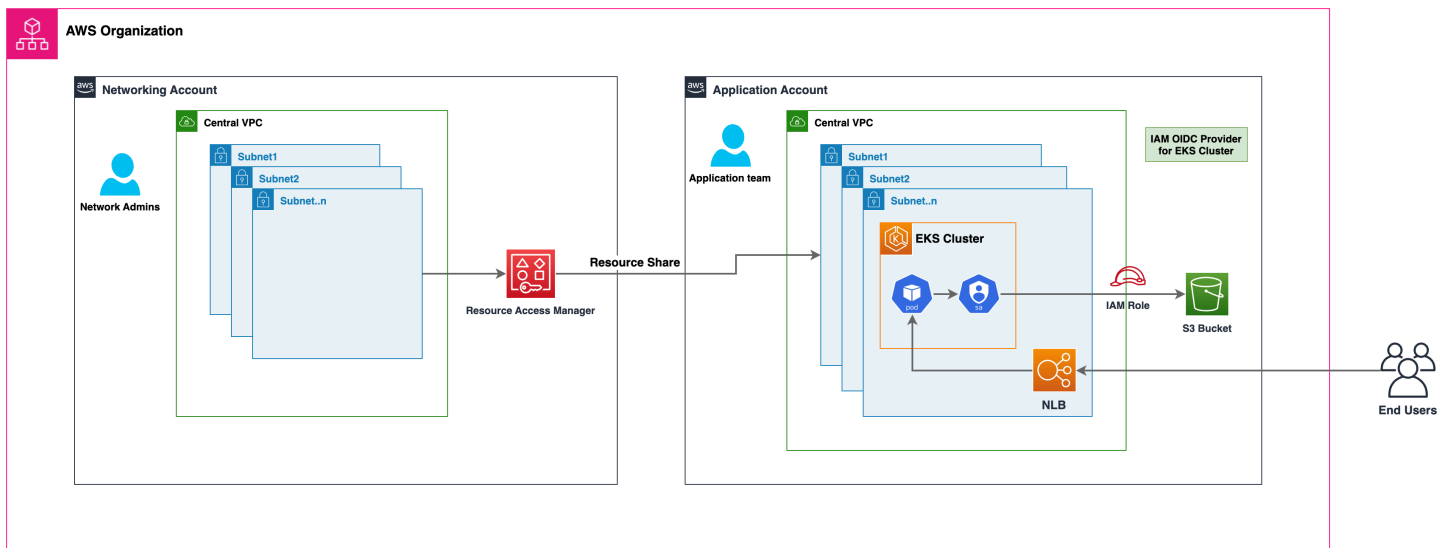 AWS Organization
aws
Networking Account
Central VPC
Subnet1
Subnet2
Subnet..n
Network Admins
Resource Access Manager
Resource Share
aws
Application Account
Application team
Central VPC
Subnet1
Subnet2
Subnet..n
IAM OIDC Provider
for EKS Cluster
K
EKS Cluster
pod
sa
IAM Role
S3 Bucket
NLB
End Users